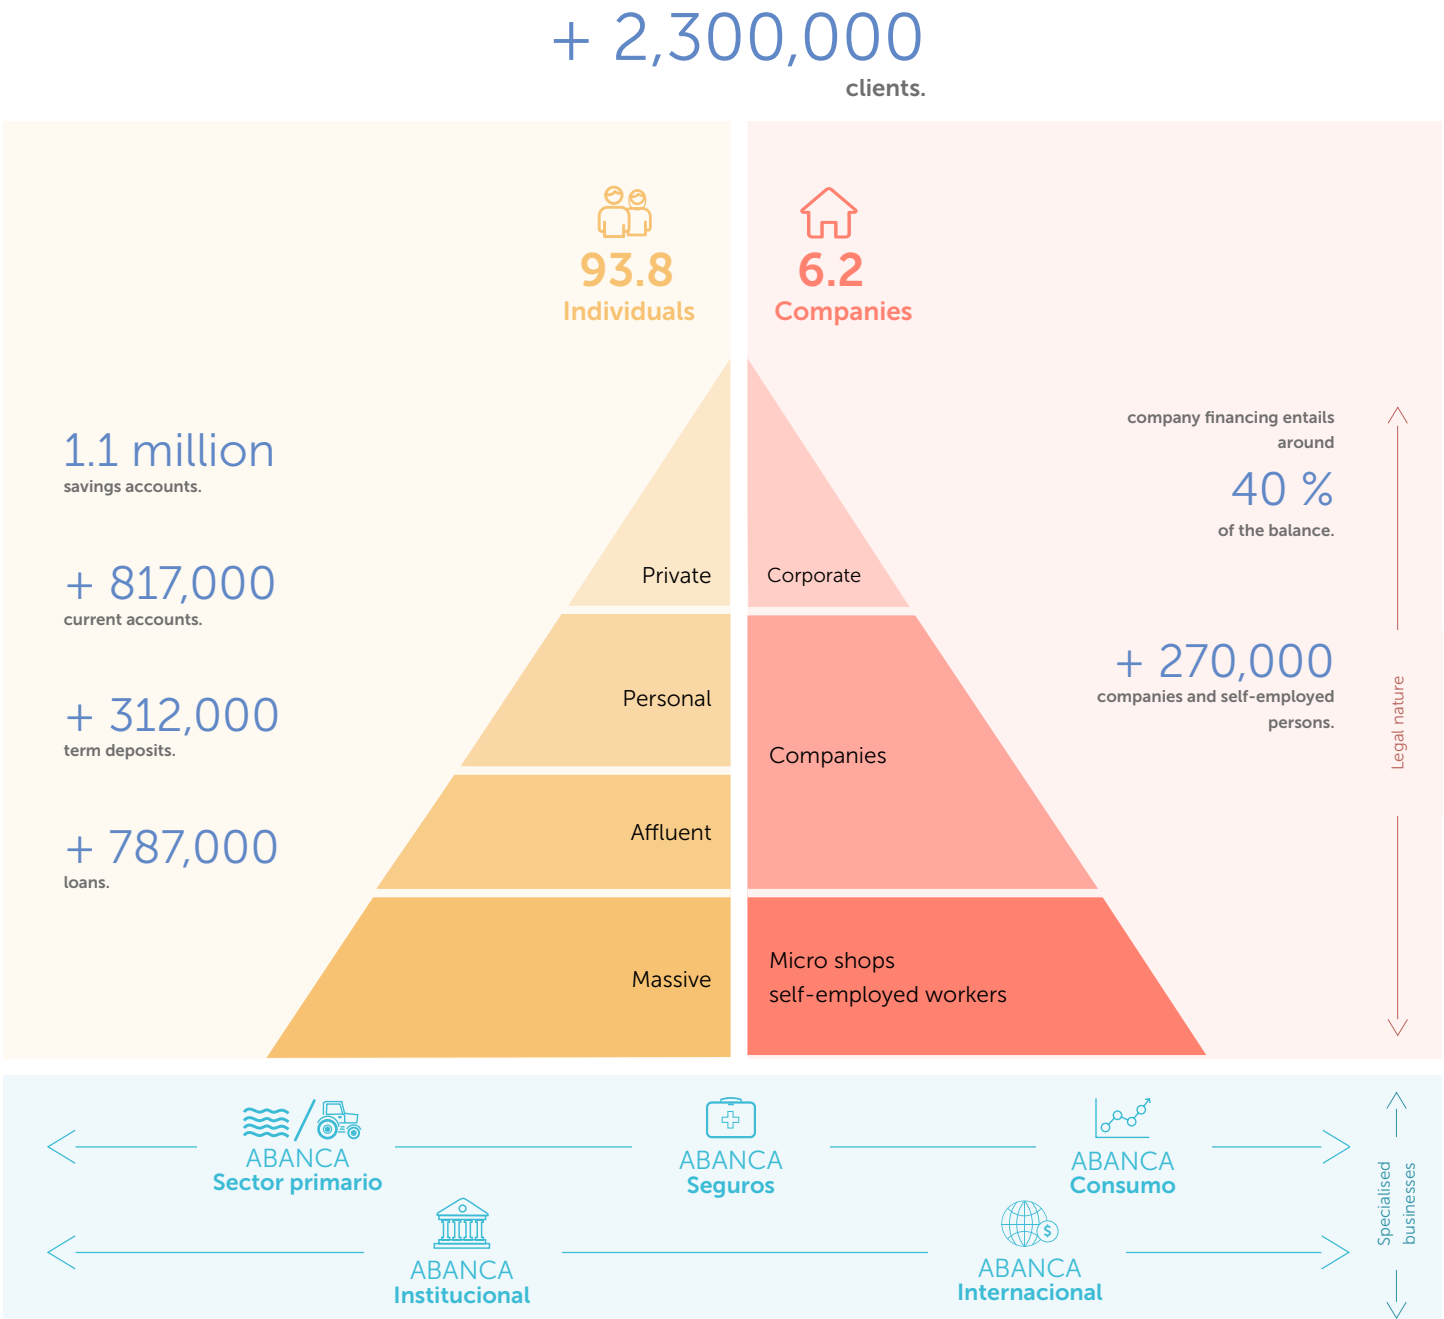 + 2,300,000
clients.
93.8
Individuals
6.2
Companies
1.1 million
savings accounts.
+ 817,000
current accounts.
+ 312,000
term deposits.
+ 787,000
loans.
Private
Personal
Affluent
Massive
Corporate
Companies
Micro shops
self-employed workers
company financing entails
around
40 %
of the balance.
+ 270,000
companies and self-employed
persons.
Legal nature
ABANCA
Sector primario
ABANCA
Seguros
ABANCA
Consumo
ABANCA
Institucional
$
ABANCA
Internacional
Specialised
businesses